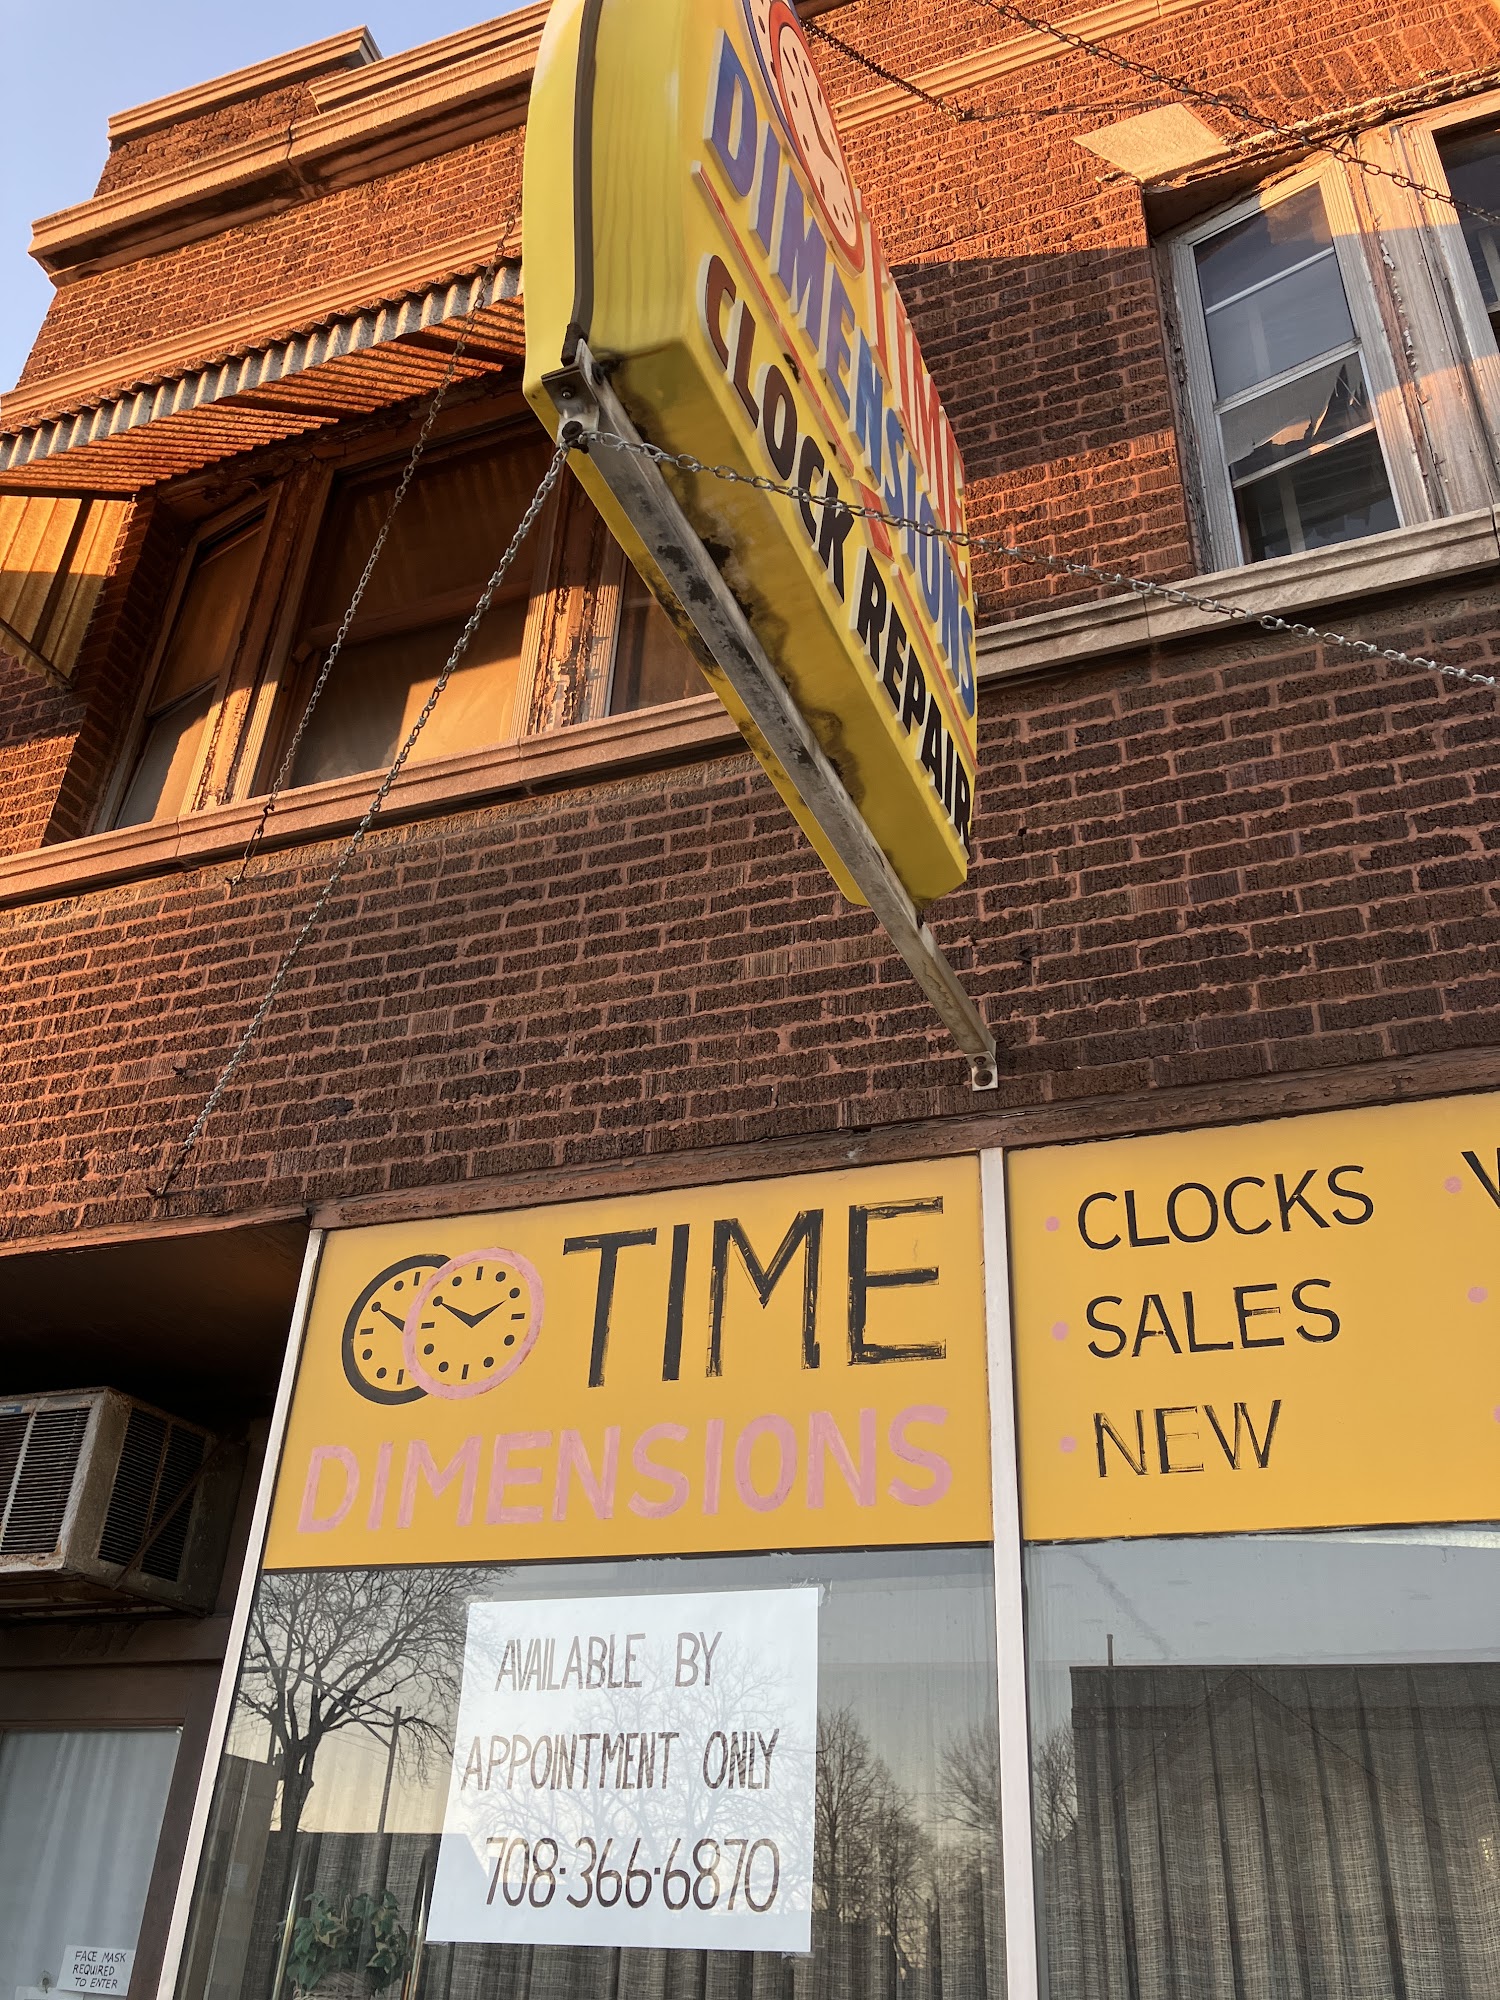 TIME
DIMENSIONS
CLOCK REPAIR
TIME
DIMENSIONS
• CLOCKS
• SALES
• NEW
AVAILABLE BY
APPOINTMENT ONLY
708-366-6870
FACE MASK
REQUIRED
TO ENTER